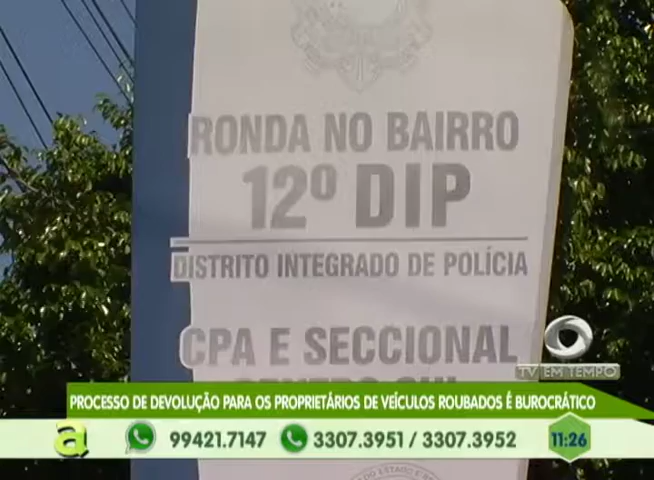 RONDA NO BAIRRO
12º DIP
DISTRITO INTEGRADO DE POLÍCIA
CPA E SECCIONAL
TV EM TEMPO
PROCESSO DE DEVOLUÇÃO PARA OS PROPRIETÁRIOS DE VEÍCULOS ROUBADOS É BUROCRÁTICO
a 99421.7147 3307.3951 / 3307.3952 11:26